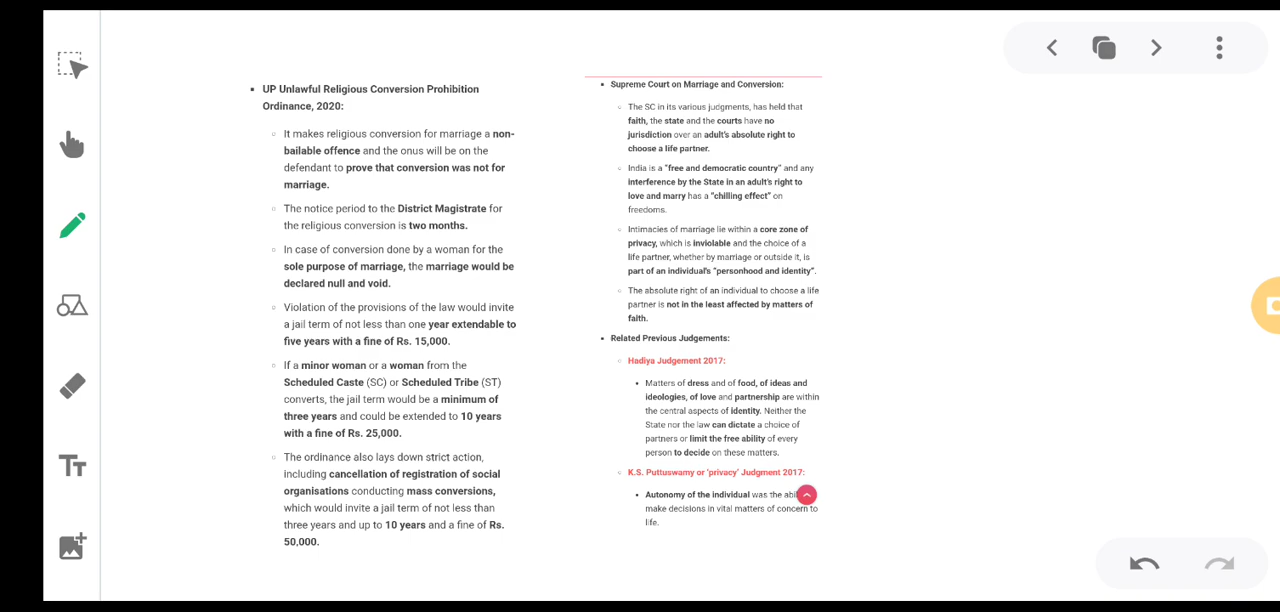 UP Unlawful Religious Conversion Prohibition
Ordinance, 2020:
It makes religious conversion for marriage a non-
bailable offence and the onus will be on the
defendant to prove that conversion was not for
marriage.
The notice period to the District Magistrate for
the religious conversion is two months.
In case of conversion done by a woman for the
sole purpose of marriage, the marriage would be
declared null and void.
Violation of the provisions of the law would invite
a jail term of not less than one year extendable to
five years with a fine of Rs. 15,000.
If a minor woman or a woman from the
Scheduled Caste (SC) or Scheduled Tribe (ST)
converts, the jail term would be a minimum of
three years and could be extended to 10 years
with a fine of Rs. 25,000.
The ordinance also lays down strict action,
including cancellation of registration of social
organisations conducting mass conversions,
which would invite a jail term of not less than
three years and up to 10 years and a fine of Rs.
50,000.
Supreme Court on Marriage and Conversion:
The SC in its various judgments, has held that
faith, the state and the courts have no
jurisdiction over an adult's absolute right to
choose a life partner.
India is a "free and democratic country" and any
interference by the State in an adult's right to
love and marry has a "chilling effect" on
freedoms.
Intimacies of marriage lie within a core zone of
privacy, which is inviolable and the choice of a
life partner, whether by marriage or outside it, is
part of an individual's "personhood and identity".
The absolute right of an individual to choose a life
partner is not in the least affected by matters of
faith.
Related Previous Judgements:
Hadiya Judgement 2017:
Matters of dress and of food, of ideas and
ideologies, of love and partnership are within
the central aspects of identity. Neither the
State nor the law can dictate a choice of
partners or limit the free ability of every
person to decide on these matters.
K.S. Puttuswamy or 'privacy' Judgment 2017:
Autonomy of the individual was the
make decisions in vital matters of concern to
life.
Tт